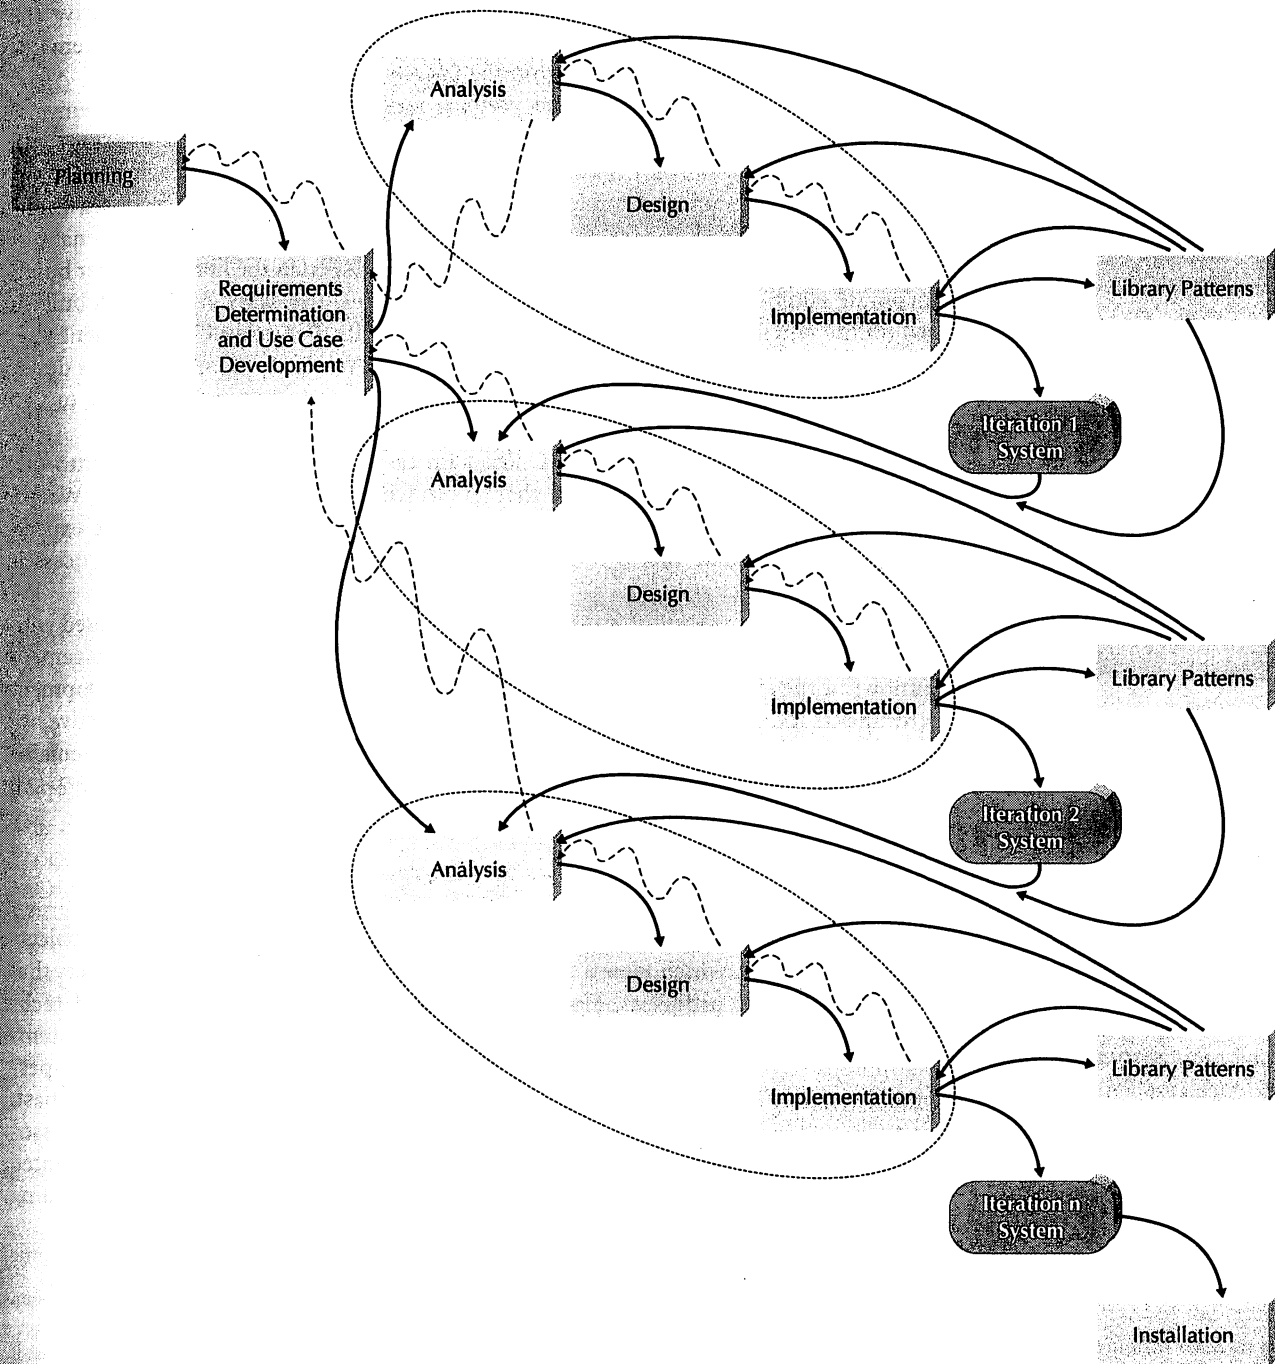 Analysis
Planning
Design
Requirements
Determination
and Use Case
Development
Library Patterns
Implementation
Iteration 1
System
Analysis
Design
Library Patterns
Implementation
Iteration 2
System
Analysis
Design
Library Patterns
Implementation
Iteration n
System
Installation